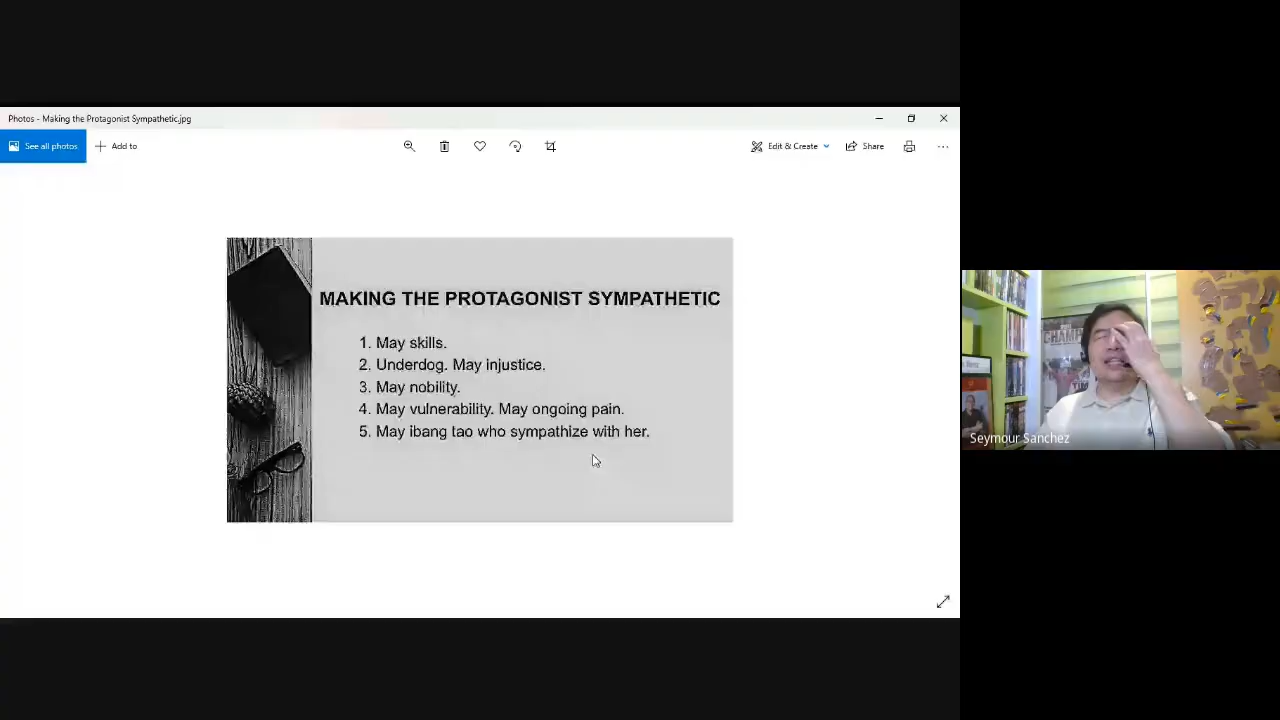 Photos - Making the Protagonist Sympathetic.jpg
See all photos
Add to
Edit & Create
Share
MAKING THE PROTAGONIST SYMPATHETIC
1. May skills.
2. Underdog. May injustice.
3. May nobility.
4. May vulnerability. May ongoing pain.
5. May ibang tao who sympathize with her.
Seymour Sanchez